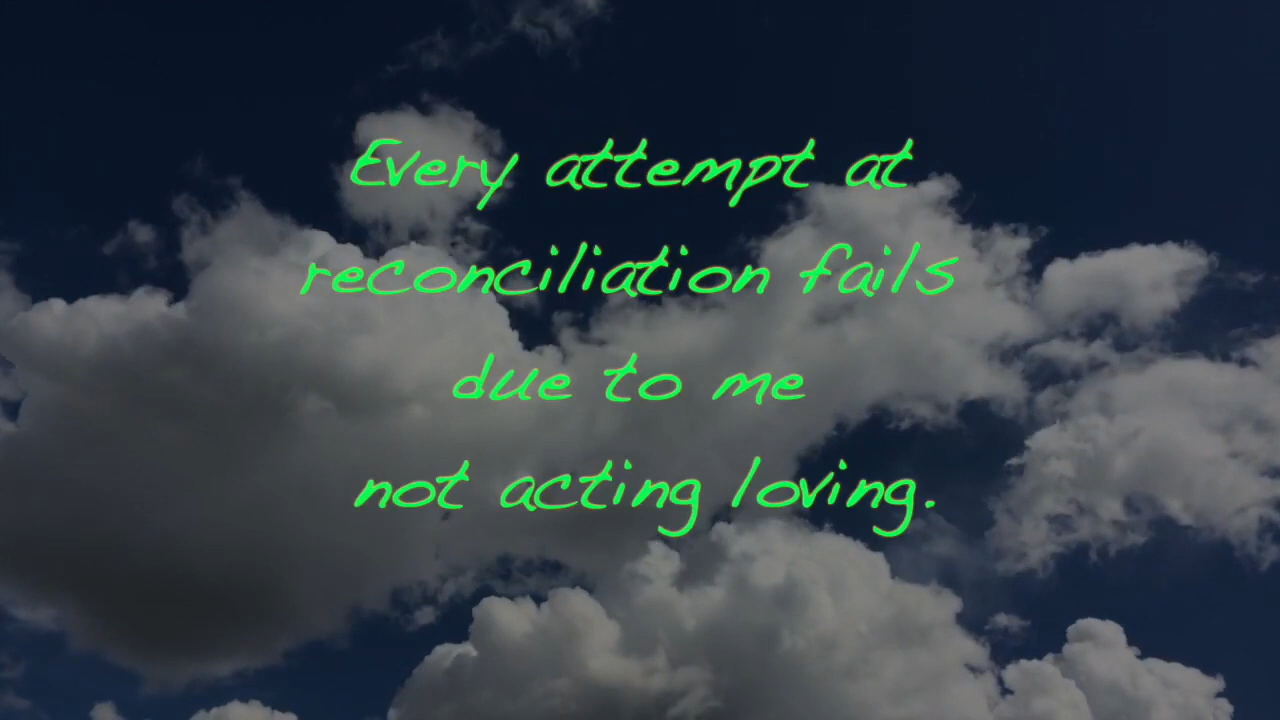 Every attempt at
reconciliation fails
due to me
not acting loving.